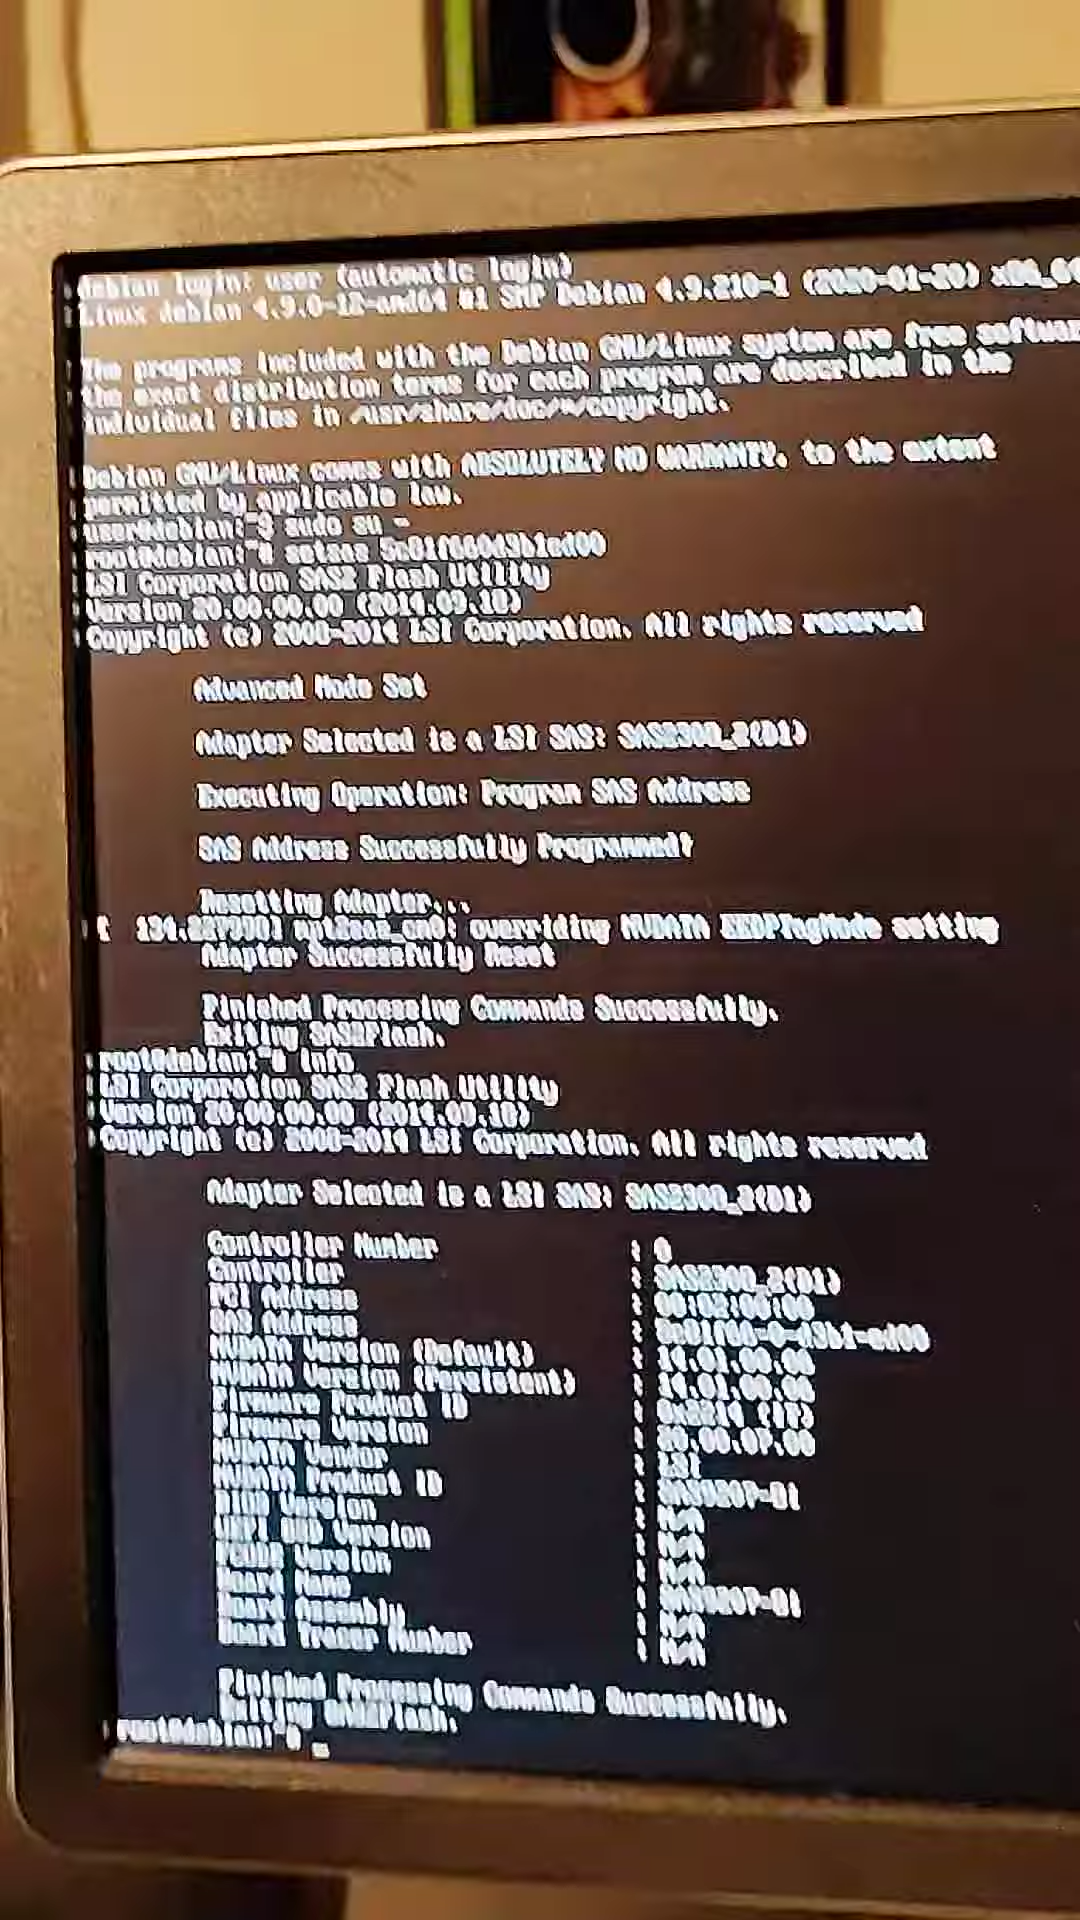 debian login: user (automatic login)
Linux debian 4.9.0-12-amd64 #1 SMP Debian 4.9.210-1 (2020-01-20) x86_64
The programs included with the Debian GNU/Linux system are free softwar
the exact distribution terms for each program are described in the
individual files in /usr/share/doc/*/copyright.
Debian GNU/Linux comes with ABSOLUTELY NO WARRANTY, to the extent
permitted by applicable law.
user@debian:~$ sudo su -
root@debian:~# setsas
LSI Corporation SAS2 Flash Utility
Version 20.00.00.00 (2014.09.18)
Copyright (c) 2008-2014 LSI Corporation. All rights reserved
Advanced Mode Set
Adapter Selected is a LSI SAS: SAS2308_2(D1)
Executing Operation: Program SAS Address
SAS Address Successfully Programmed!
Resetting Adapter...
[ mpt2sas_cm0: overriding NVDATA EEDPTagMode setting
Adapter Successfully Reset
Finished Processing Commands Successfully.
Exiting SAS2Flash.
root@debian:~# info
LSI Corporation SAS2 Flash Utility
Version 20.00.00.00 (2014.09.18)
Copyright (c) 2008-2014 LSI Corporation. All rights reserved
Adapter Selected is a LSI SAS: SAS2308_2(D1)
Controller Number : 0
Controller : SAS2308_2(D1)
PCI Address : 00:02:00:00
SAS Address :
NVDATA Version (Default) : 14.01.00.06
NVDATA Version (Persistent) : 14.01.00.06
Firmware Product ID : (IT)
Firmware Version : 20.00.07.00
NVDATA Vendor : LSI
NVDATA Product ID : SAS9207-8i
BIOS Version : N/A
UEFI BSD Version : N/A
FCODE Version : N/A
Board Name : SAS9207-8i
Board Assembly : N/A
Board Tracer Number : N/A
Finished Processing Commands Successfully.
Exiting SAS2Flash.
root@debian:~# _